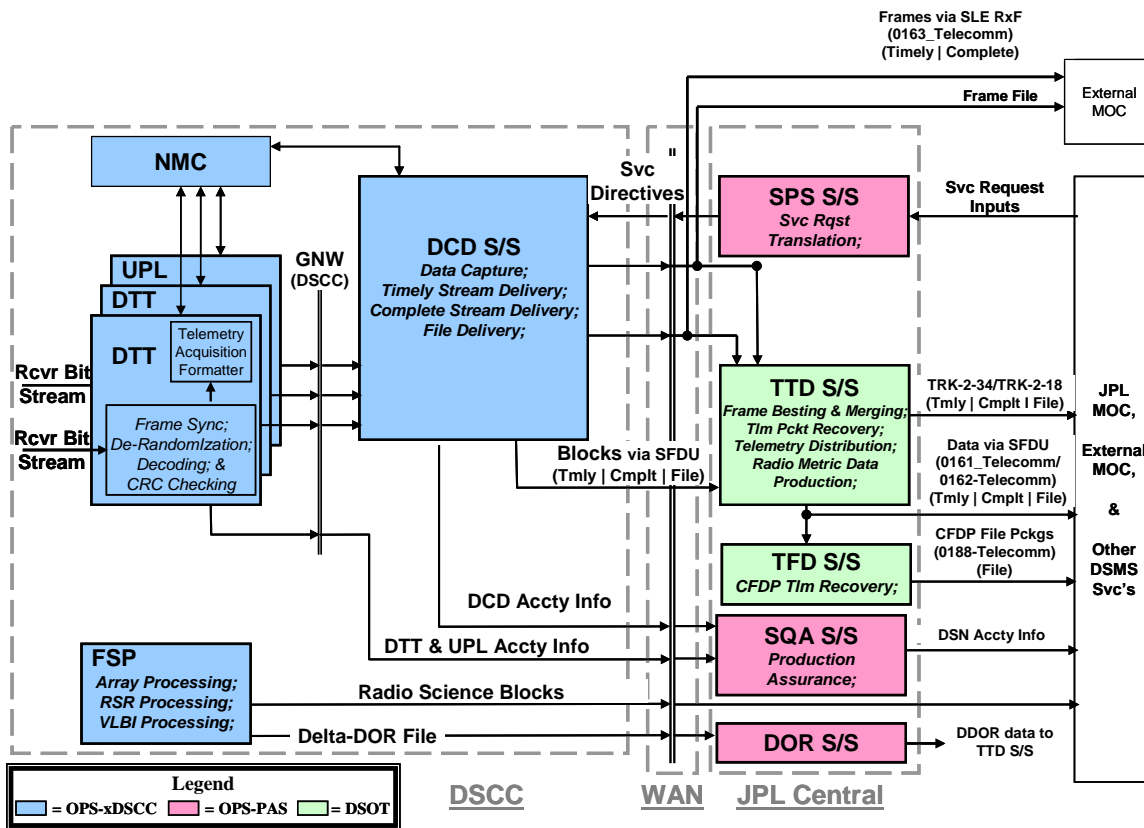 Frames via SLE RxF
(0163_Telecomm)
(Timely | Complete)
External
MOC
Frame File
NMC
Svc
Directives
SPS S/S
Svc Rqst
Translation;
Svc Request
Inputs
UPL
DTT
DTT
Telemetry
Acquisition
Formatter
GNW
(DSCC)
DCD S/S
Data Capture;
Timely Stream Delivery;
Complete Stream Delivery;
File Delivery;
Rcvr Bit
Stream
Rcvr Bit
Stream
Frame Sync;
De-RandomIzation;
Decoding; &
CRC Checking
TTD S/S
Frame Besting & Merging;
Tlm Pckt Recovery;
Telemetry Distribution;
Radio Metric Data
Production;
Blocks via SFDU
(Tmly | Cmplt | File)
TRK-2-34/TRK-2-18
(Tmly | Cmplt I File)
Data via SFDU
(0161_Telecomm/
0162-Telecomm)
(Tmly | Cmplt | File)
CFDP File Pckgs
(0188-Telecomm)
(File)
JPL
MOC,
External
MOC,
&
Other
DSMS
Svc's
TFD S/S
CFDP Tlm Recovery;
DCD Accty Info
DTT & UPL Accty Info
SQA S/S
Production
Assurance;
DSN Accty Info
FSP
Array Processing;
RSR Processing;
VLBI Processing;
Radio Science Blocks
Delta-DOR File
DOR S/S
DDOR data to
TTD S/S
Legend
= OPS-xDSCC
= OPS-PAS
= DSOT
DSCC
WAN
JPL Central